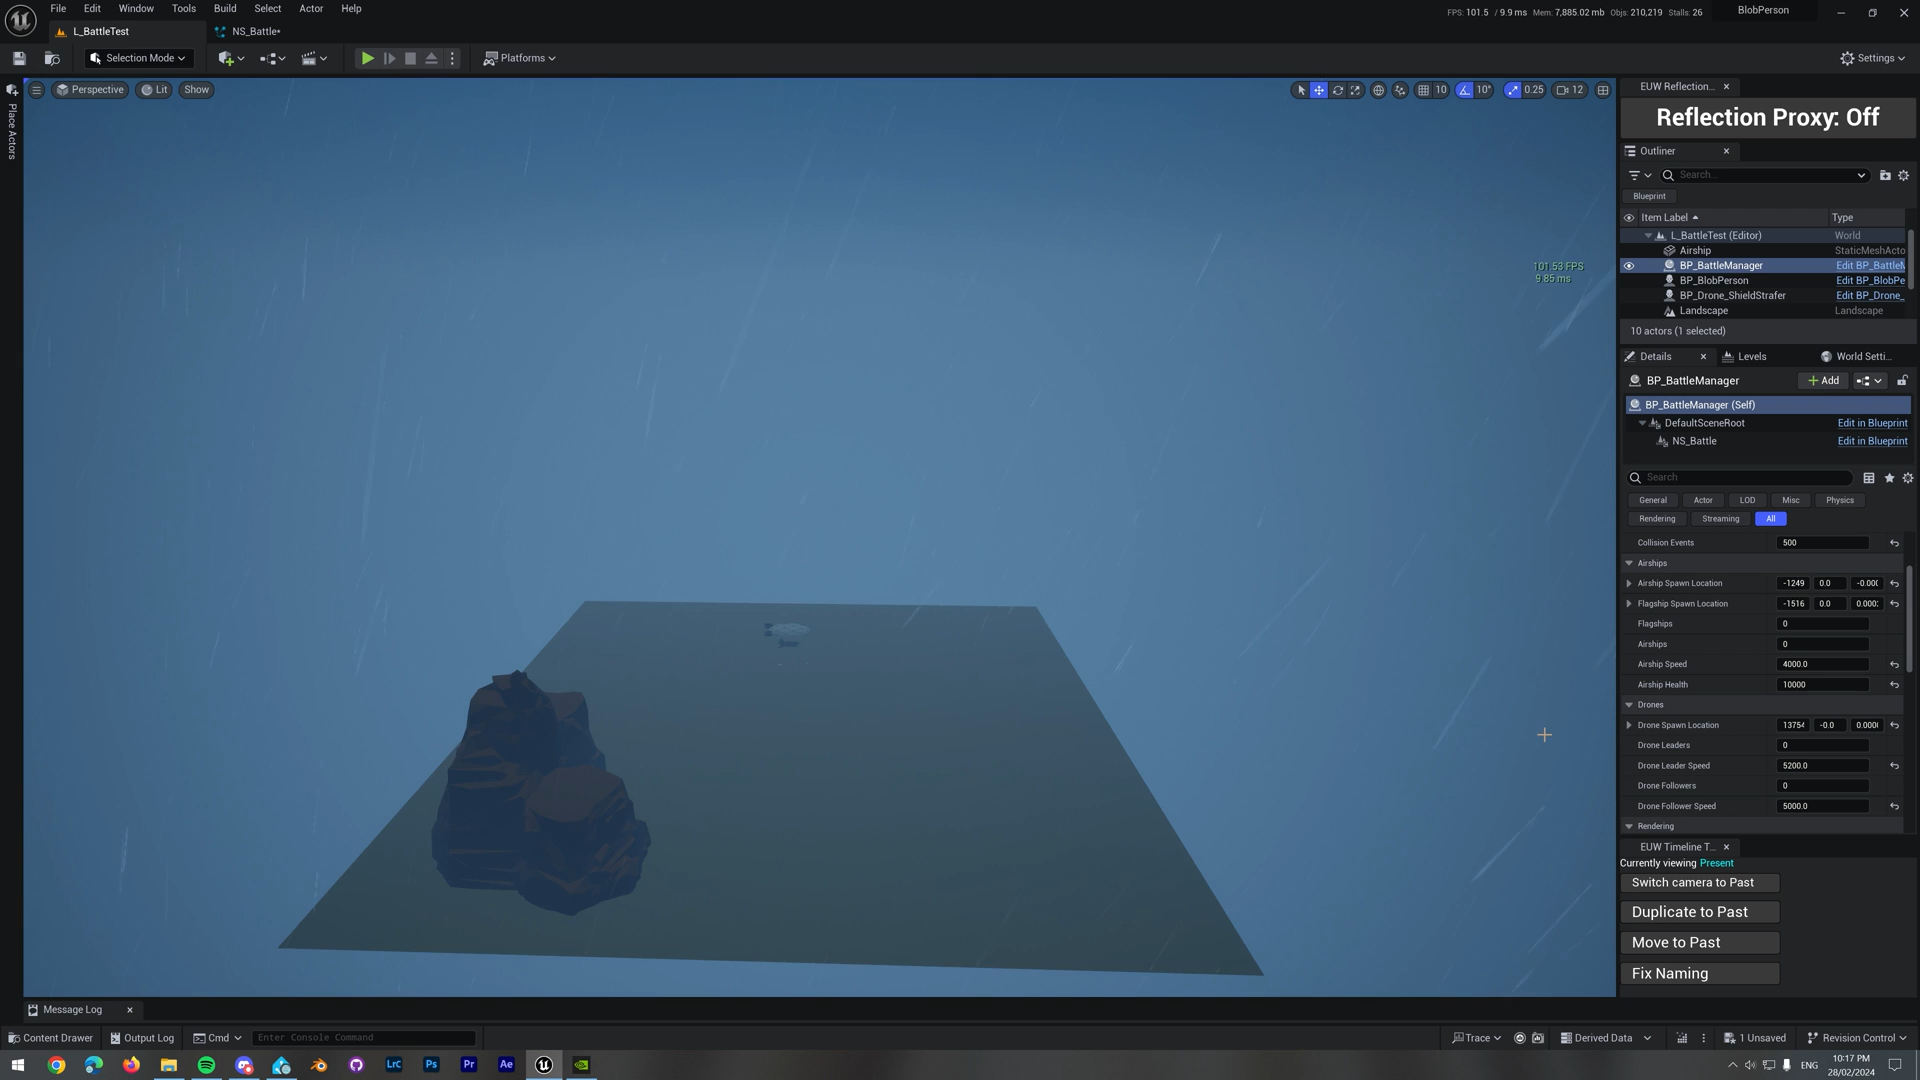 File Edit Window Tools Build Select Actor Help
FPS: 101.5 / 9.9 ms Mem: 7,885.02 mb Objs: 210,219 Stalls: 26
BlobPerson
L_BattleTest
NS_Battle*
Selection Mode
Platforms
Settings
Place Actors
Perspective
Lit
Show
10
10°
0.25
12
101.53 FPS
9.85 ms
EUW Reflection...
Reflection Proxy: Off
Outliner
Search...
Blueprint
Item Label
Type
L_BattleTest (Editor) World
Airship StaticMeshActo
BP_BattleManager Edit BP_BattleM
BP_BlobPerson Edit BP_BlobPe
BP_Drone_ShieldStrafer Edit BP_Drone_
Landscape Landscape
10 actors (1 selected)
Details
Levels
World Setti...
BP_BattleManager
Add
BP_BattleManager (Self)
DefaultSceneRoot Edit in Blueprint
NS_Battle Edit in Blueprint
Search
General Actor LOD Misc Physics
Rendering Streaming All
Collision Events 500
Airships
Airship Spawn Location -1249 0.0 -0.00(
Flagship Spawn Location -1516 0.0
Flagships 0
Airships 0
Airship Speed 4000.0
Airship Health 10000
Drones
Drone Spawn Location -0.0
Drone Leaders 0
Drone Leader Speed 5200.0
Drone Followers 0
Drone Follower Speed 5000.0
Rendering
EUW Timeline T...
Currently viewing Present
Switch camera to Past
Duplicate to Past
Move to Past
Fix Naming
Message Log
Content Drawer
Output Log
Cmd
Enter Console Command
Trace
Derived Data
1 Unsaved
Revision Control
LrC
Ps
Pr
Ae
ENG
10:17 PM
28/02/2024